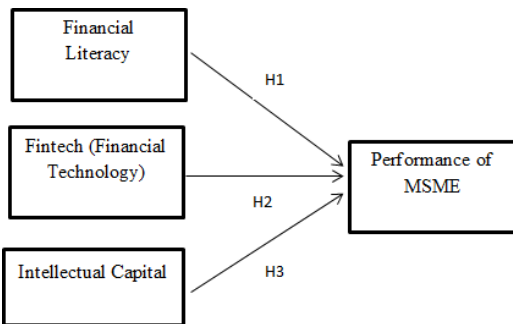 Financial
Literacy
H1
Fintech (Financial
Technology)
Performance of
MSME
H2
Intellectual Capital
H3